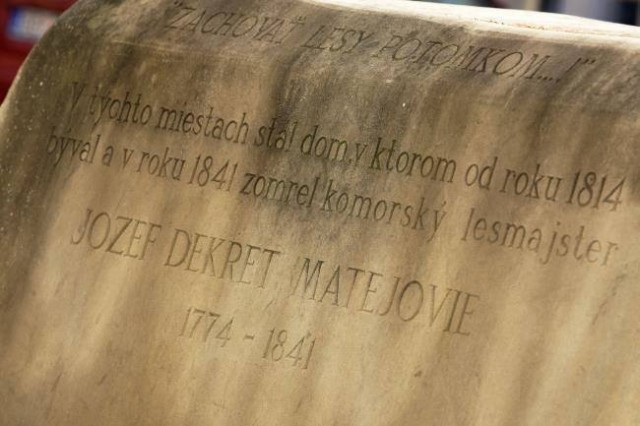 "ZACHOVAŤ LESY POTOMKOM...!"
V týchto miestach stál dom, v ktorom od roku 1814
býval a v roku 1841 zomrel komorský lesmajster
JOZEF DEKRET MATEJOVIE
1774 - 1841